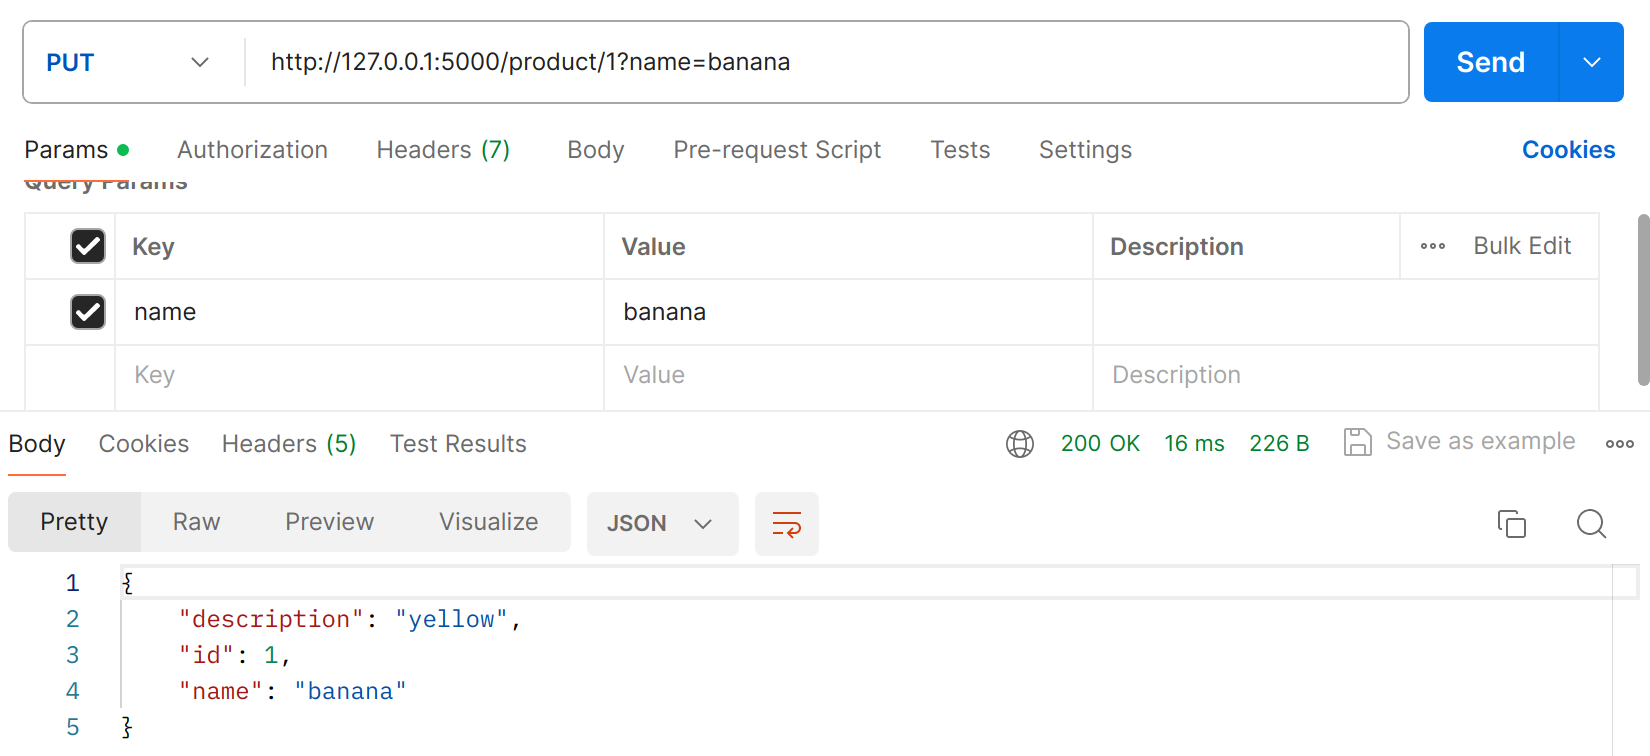 PUT http://127.0.0.1:5000/product/1?name=banana Send
Params Authorization Headers (7) Body Pre-request Script Tests Settings Cookies
Query Params
Key Value Description Bulk Edit
name banana
Key Value Description
Body Cookies Headers (5) Test Results 200 OK 16 ms 226 B Save as example
Pretty Raw Preview Visualize JSON
1 {
2 "description": "yellow",
3 "id": 1,
4 "name": "banana"
5 }